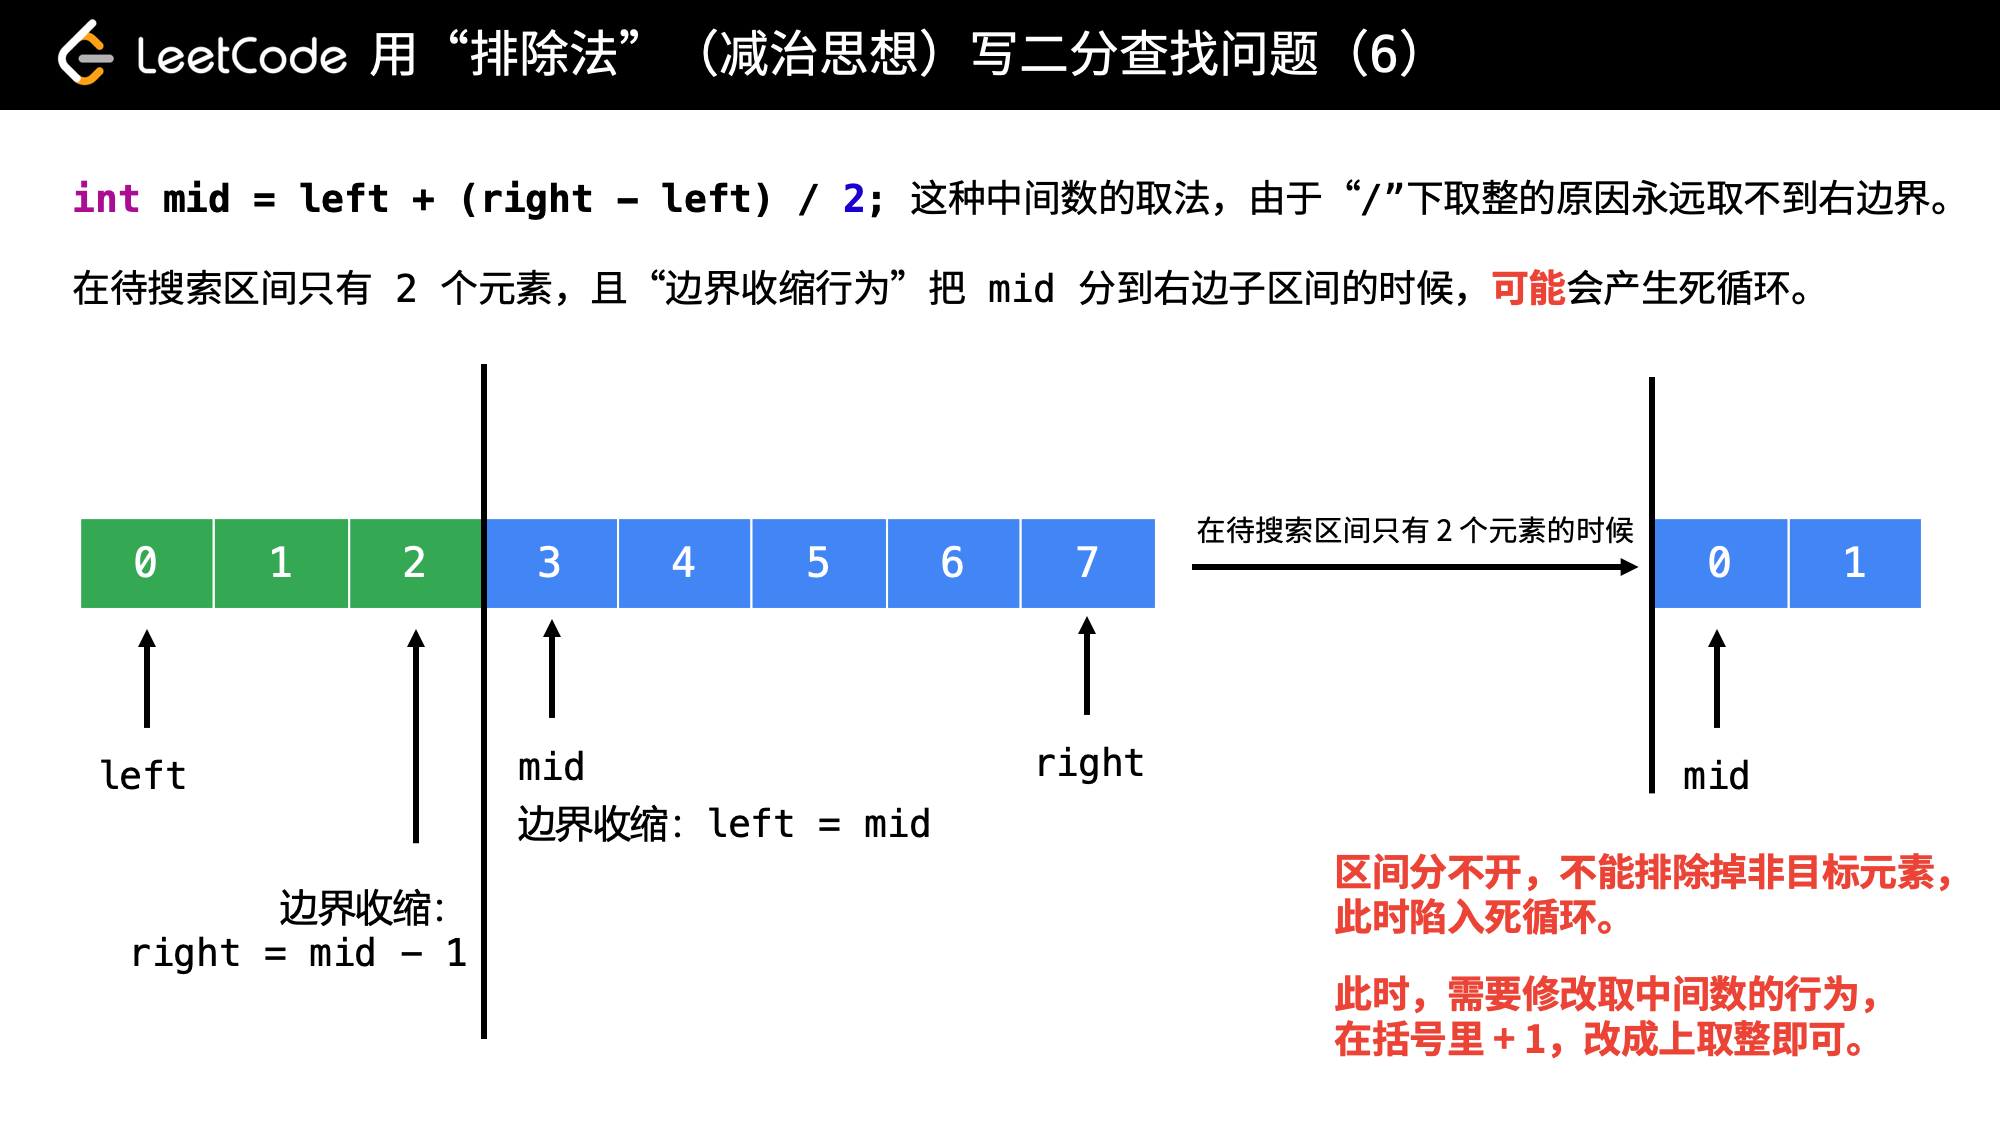 LeetCode 用“排除法”（减治思想）写二分查找问题（6）
int mid = left + (right - left) / 2; 这种中间数的取法，由于“/”下取整的原因永远取不到右边界。
在待搜索区间只有 2 个元素，且“边界收缩行为”把 mid 分到右边子区间的时候，可能会产生死循环。
在待搜索区间只有 2 个元素的时候
0 1 2 3 4 5 6 7
0 1
left
mid
right
mid
边界收缩：left = mid
边界收缩：
right = mid - 1
区间分不开，不能排除掉非目标元素，
此时陷入死循环。
此时，需要修改取中间数的行为，
在括号里 + 1，改成上取整即可。